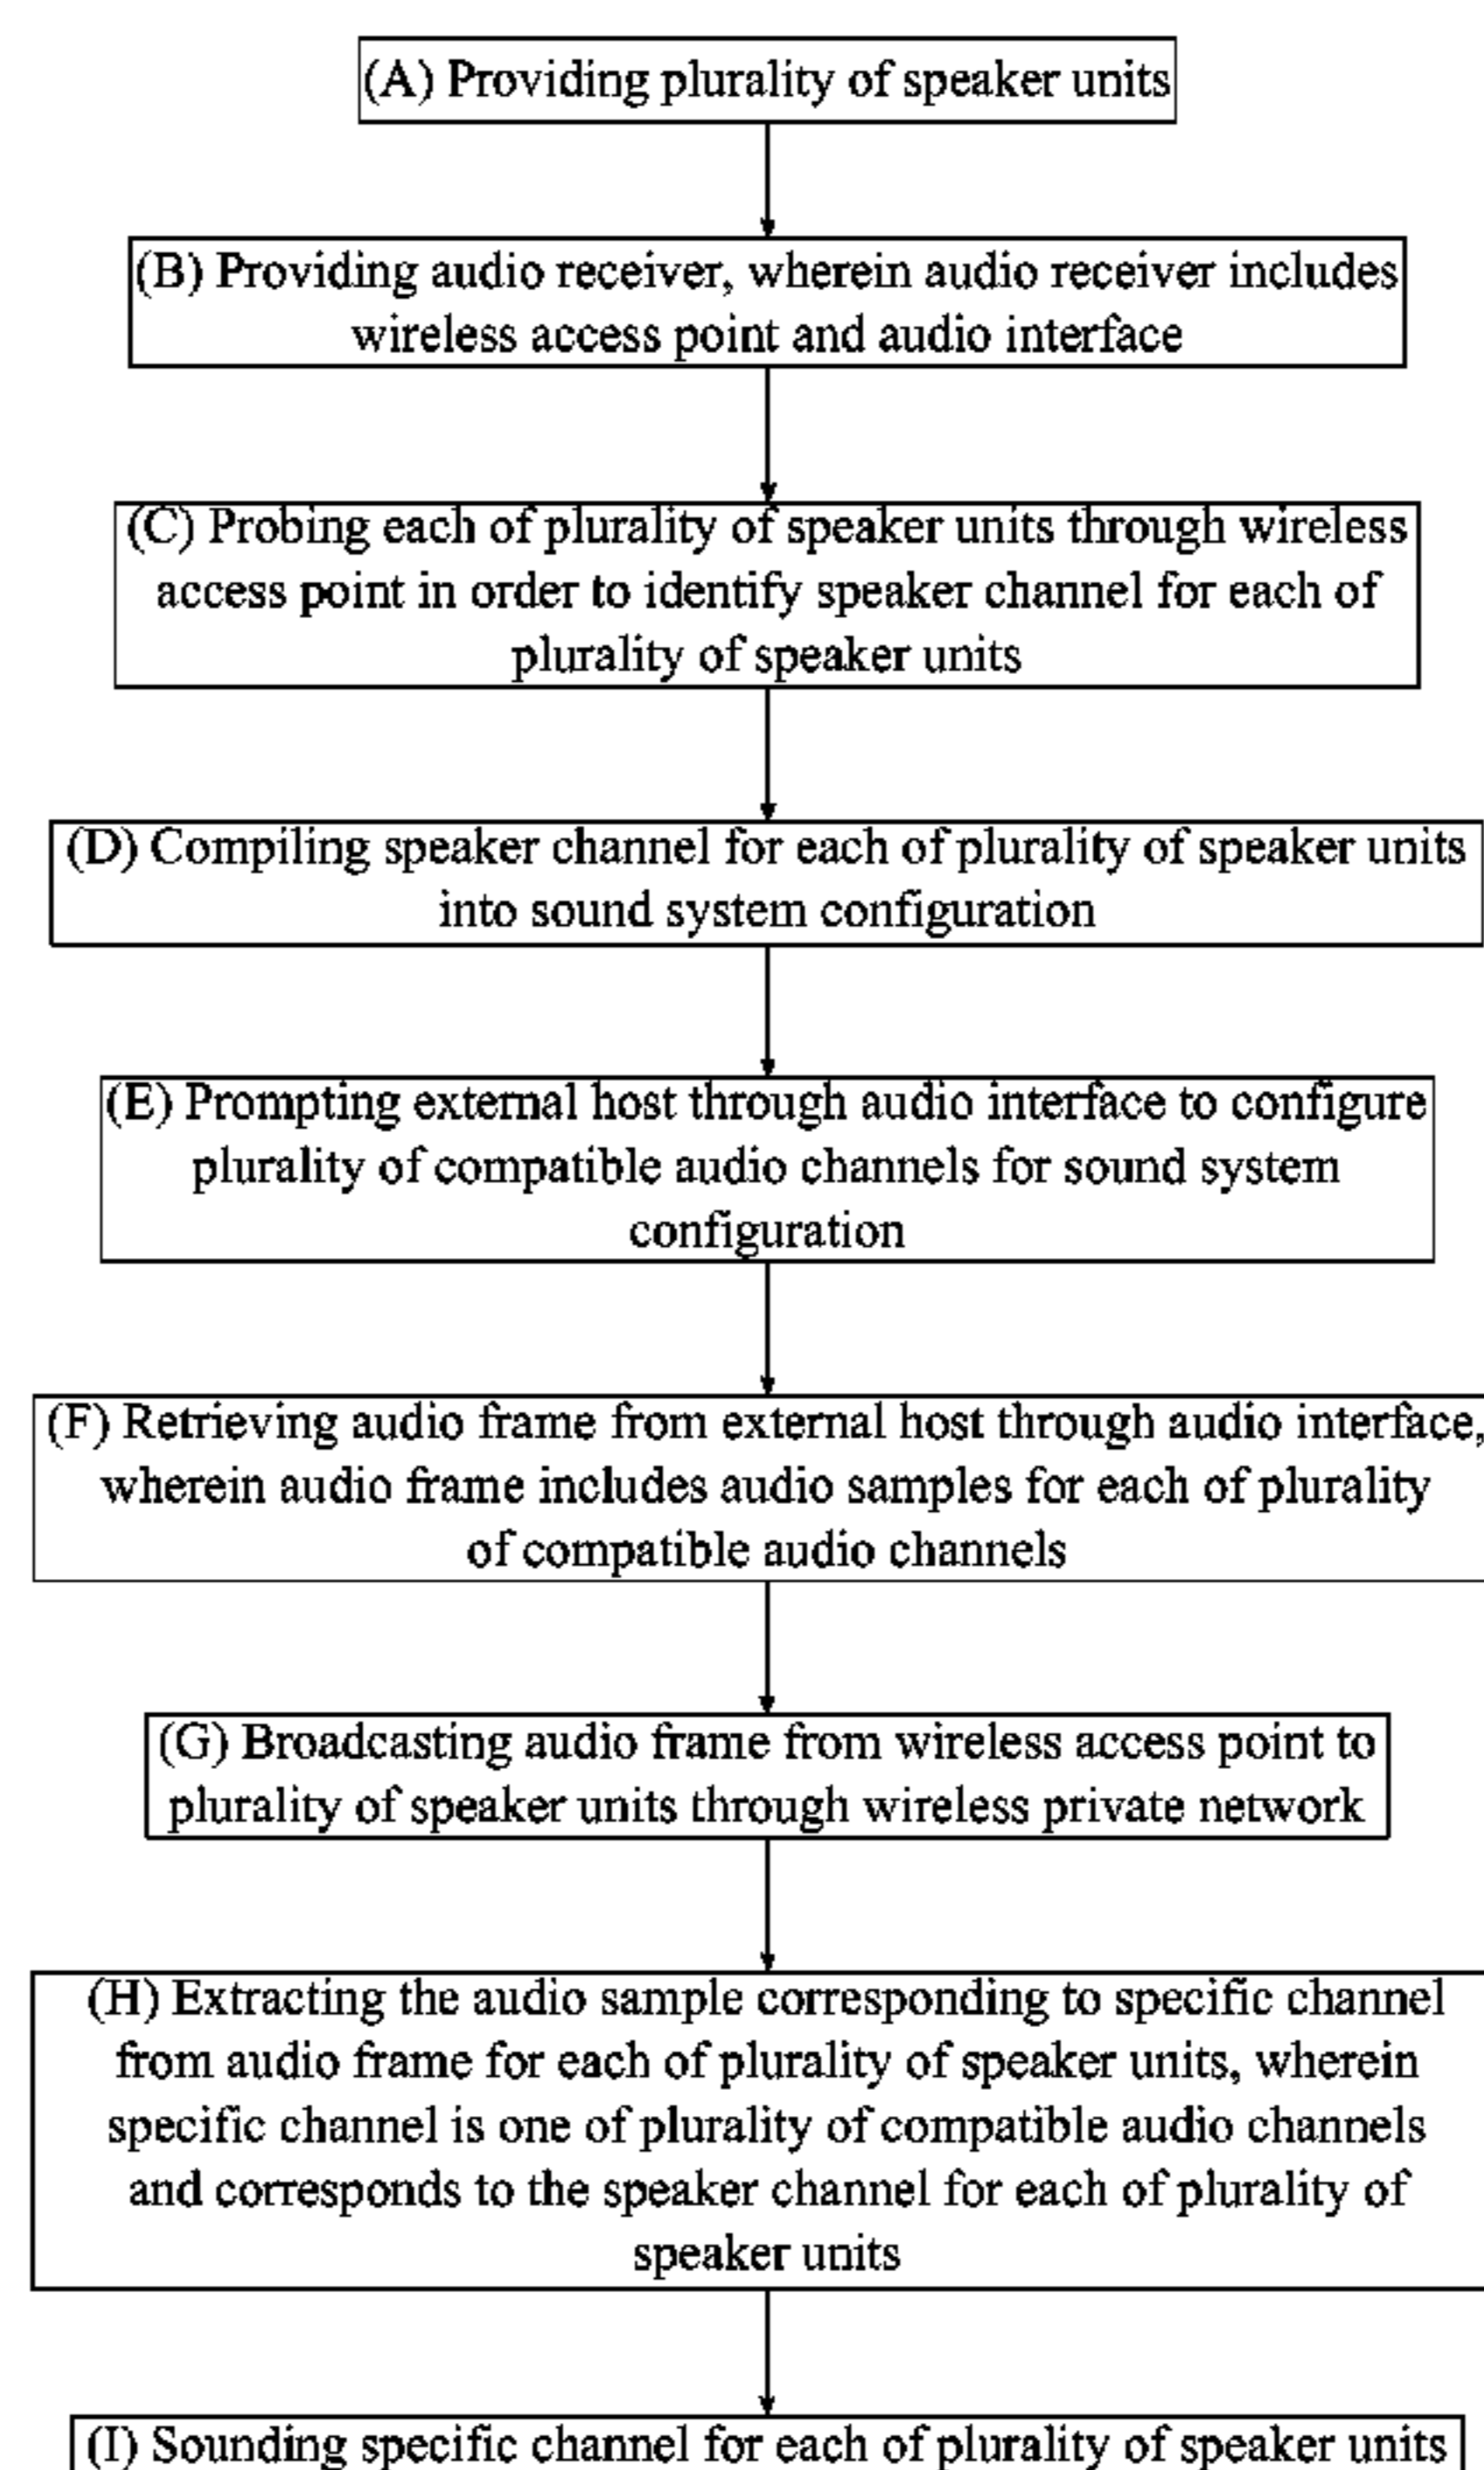 (A) Providing plurality of speaker units
(B) Providing audio receiver, wherein audio receiver includes
wireless access point and audio interface
(C) Probing each of plurality of speaker units through wireless
access point in order to identify speaker channel for each of
plurality of speaker units
(D) Compiling speaker channel for each of plurality of speaker units
into sound system configuration
(E) Prompting external host through audio interface to configure
plurality of compatible audio channels for sound system
configuration
(F) Retrieving audio frame from external host through audio interface,
wherein audio frame includes audio samples for each of plurality
of compatible audio channels
(G) Broadcasting audio frame from wireless access point to
plurality of speaker units through wireless private network
(H) Extracting the audio sample corresponding to specific channel
from audio frame for each of plurality of speaker units, wherein
specific channel is one of plurality of compatible audio channels
and corresponds to the speaker channel for each of plurality of
speaker units
(I) Sounding specific channel for each of plurality of speaker units